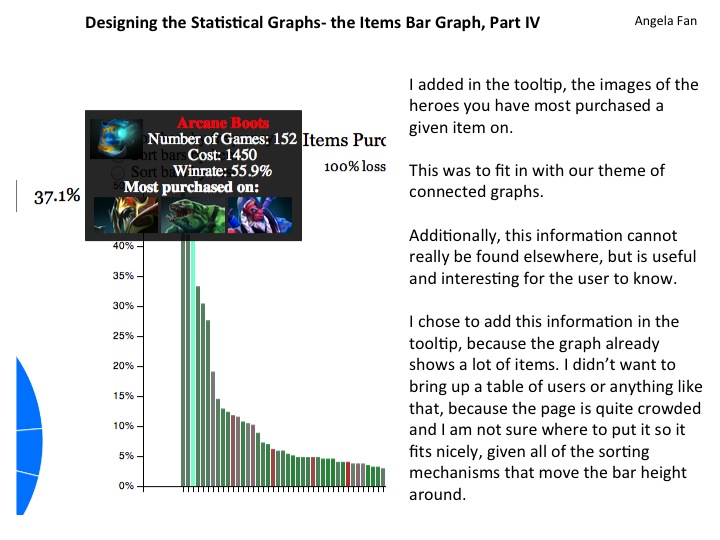 Designing the Statistical Graphs- the Items Bar Graph, Part IV
Angela Fan
Arcane Boots
Number of Games: 152
Cost: 1450
Winrate: 55.9%
Most purchased on:
Items Purc
100% loss
37.1%
40%
35%
30%
25%
20%
15%
10%
5%
0%
I added in the tooltip, the images of the
heroes you have most purchased a
given item on.
This was to fit in with our theme of
connected graphs.
Additionally, this information cannot
really be found elsewhere, but is useful
and interesting for the user to know.
I chose to add this information in the
tooltip, because the graph already
shows a lot of items. I didn’t want to
bring up a table of users or anything like
that, because the page is quite crowded
and I am not sure where to put it so it
fits nicely, given all of the sorting
mechanisms that move the bar height
around.